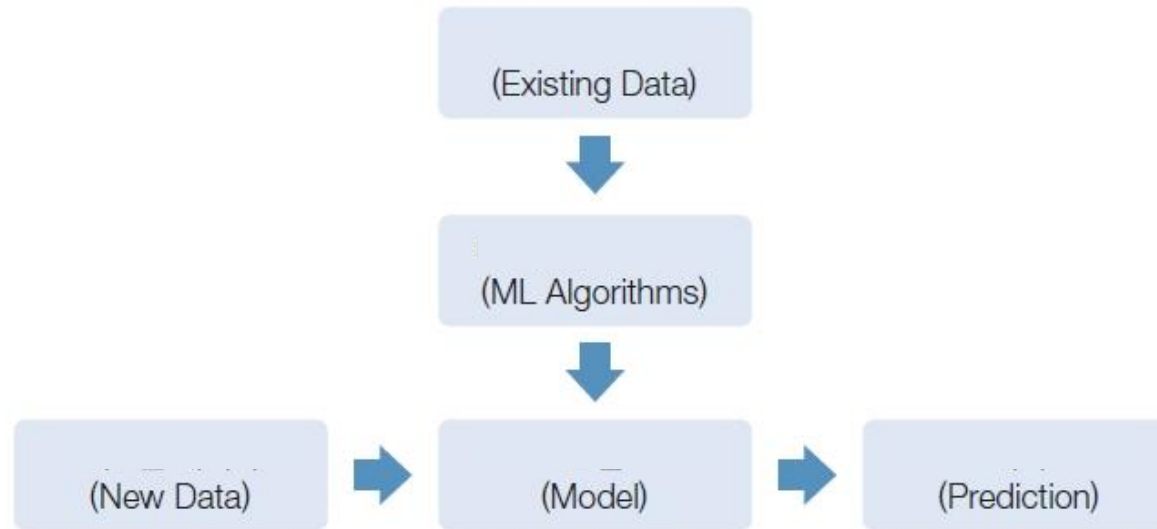 (Existing Data)
(ML Algorithms)
(New Data)
(Model)
(Prediction)